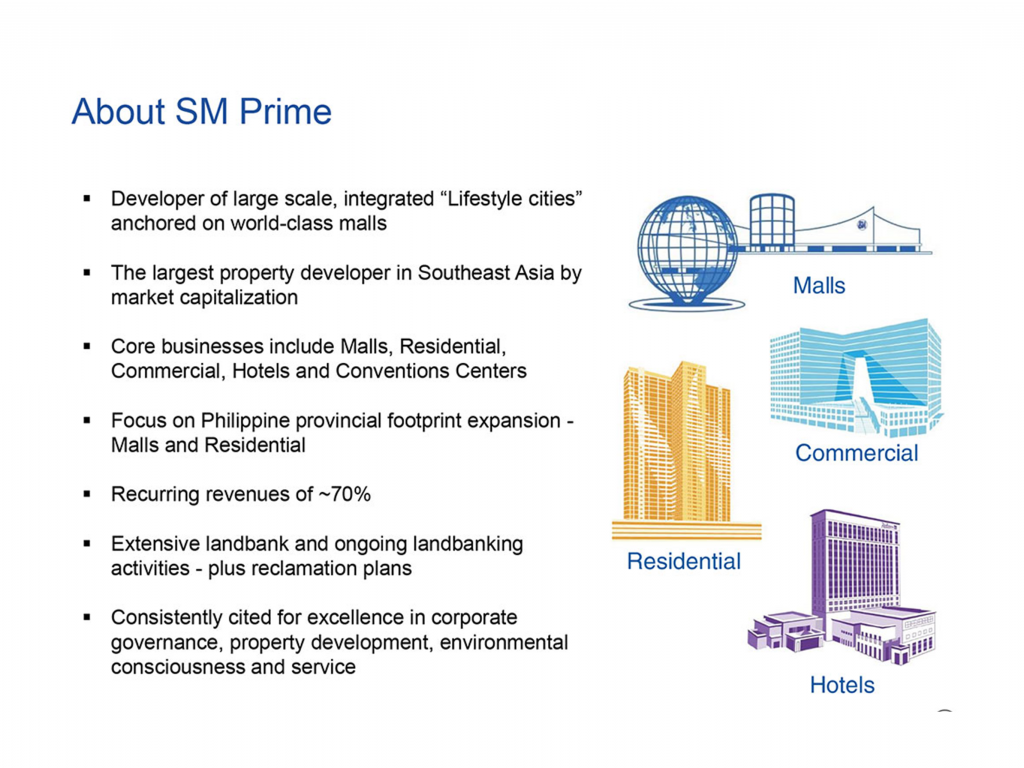 About SM Prime
▪ Developer of large scale, integrated “Lifestyle cities”
anchored on world-class malls
▪ The largest property developer in Southeast Asia by
market capitalization
▪ Core businesses include Malls, Residential,
Commercial, Hotels and Conventions Centers
▪ Focus on Philippine provincial footprint expansion -
Malls and Residential
▪ Recurring revenues of ~70%
▪ Extensive landbank and ongoing landbanking
activities - plus reclamation plans
▪ Consistently cited for excellence in corporate
governance, property development, environmental
consciousness and service
SM
Malls
Commercial
Residential
Hotels